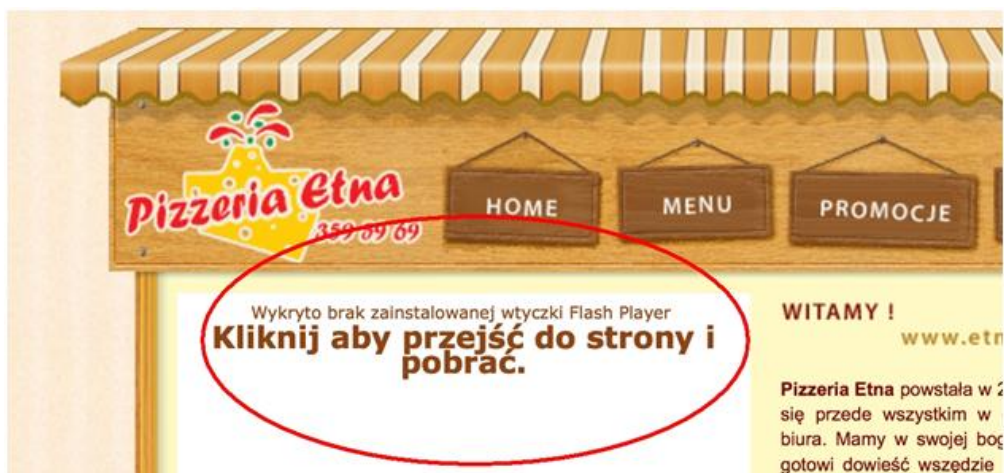 Pizzeria Etna
359 69 69
HOME
MENU
PROMOCJE
Wykryto brak zainstalowanej wtyczki Flash Player
Kliknij aby przejść do strony i
pobrać.
WITAMY !
www.etn
Pizzeria Etna powstała w 2
się przede wszystkim w
biura. Mamy w swojej bog
gotowi dowieść wszędzie